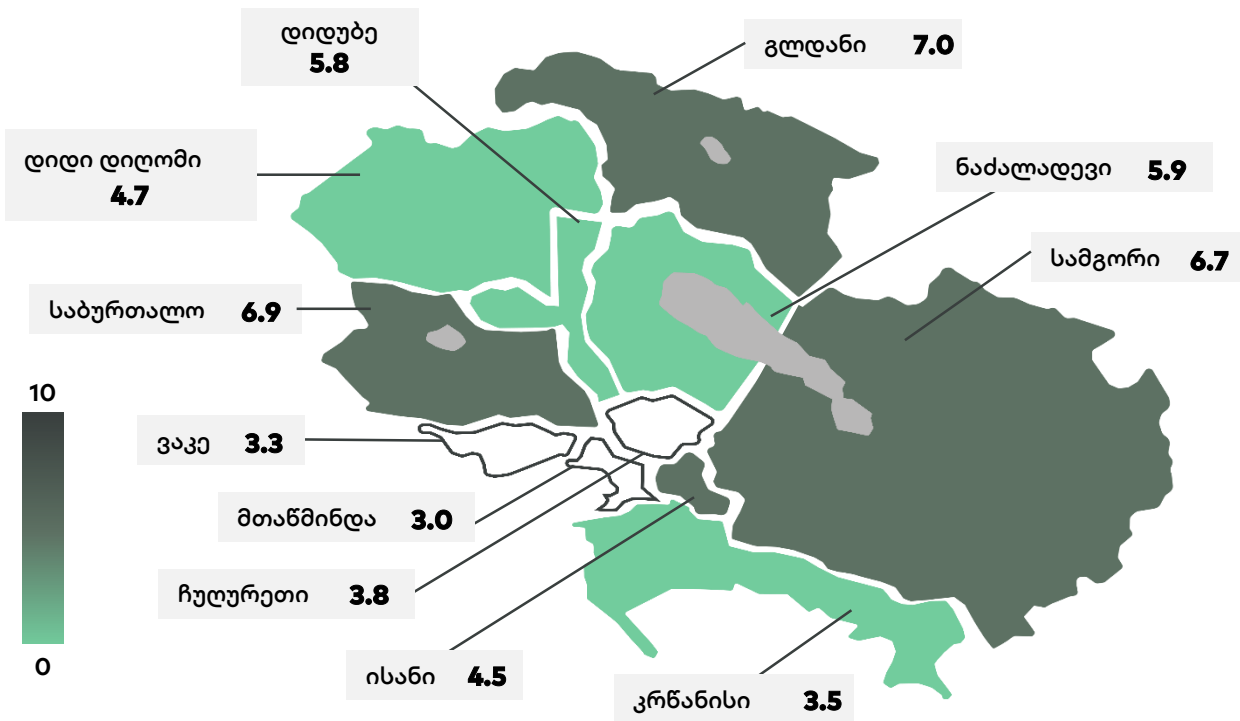 დიდუბე
5.8
გლდანი 7.0
დიდი დიღომი
4.7
ნაძალადევი 5.9
სამგორი 6.7
საბურთალო 6.9
10
ვაკე 3.3
მთაწმინდა 3.0
ჩუღურეთი 3.8
0
ისანი 4.5
კრწანისი 3.5